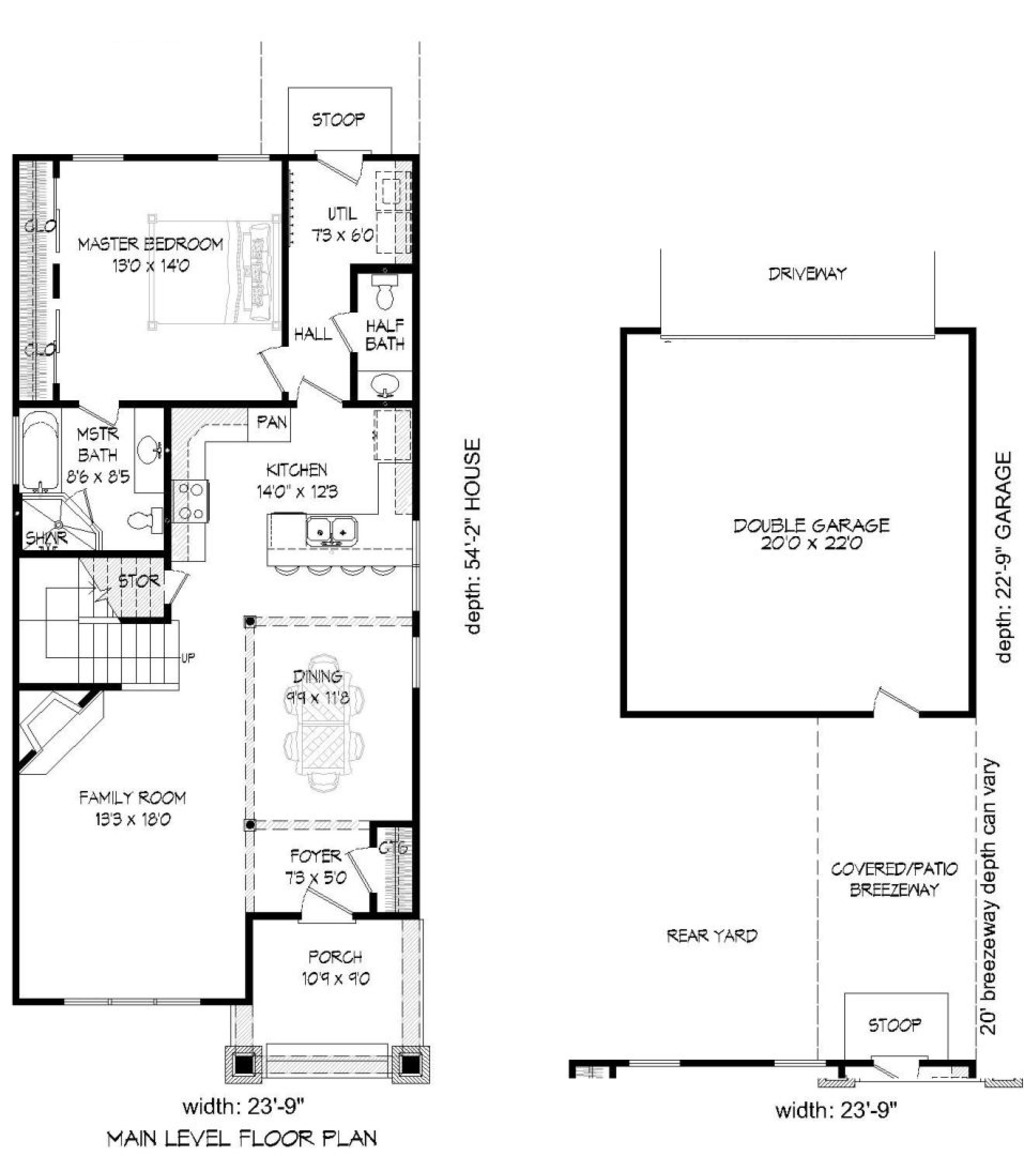 STOOP
UTIL
7'3 x 6'0
CLO
MASTER BEDROOM
13'0 x 14'0
CLO
HALL
HALF
BATH
PAN
MSTR
BATH
8'6 x 8'5
KITCHEN
14'0" x 12'3
SHWR
STOR
UP
DINING
9'9 x 11'8
FAMILY ROOM
13'3 x 18'0
FOYER
7'3 x 5'0
PORCH
10'9 x 9'0
width: 23'-9"
MAIN LEVEL FLOOR PLAN
depth: 54'-2" HOUSE
DRIVEWAY
DOUBLE GARAGE
20'0 x 22'0
depth: 22'-9" GARAGE
COVERED/PATIO
BREEZEWAY
REAR YARD
20' breezeway depth can vary
STOOP
width: 23'-9"